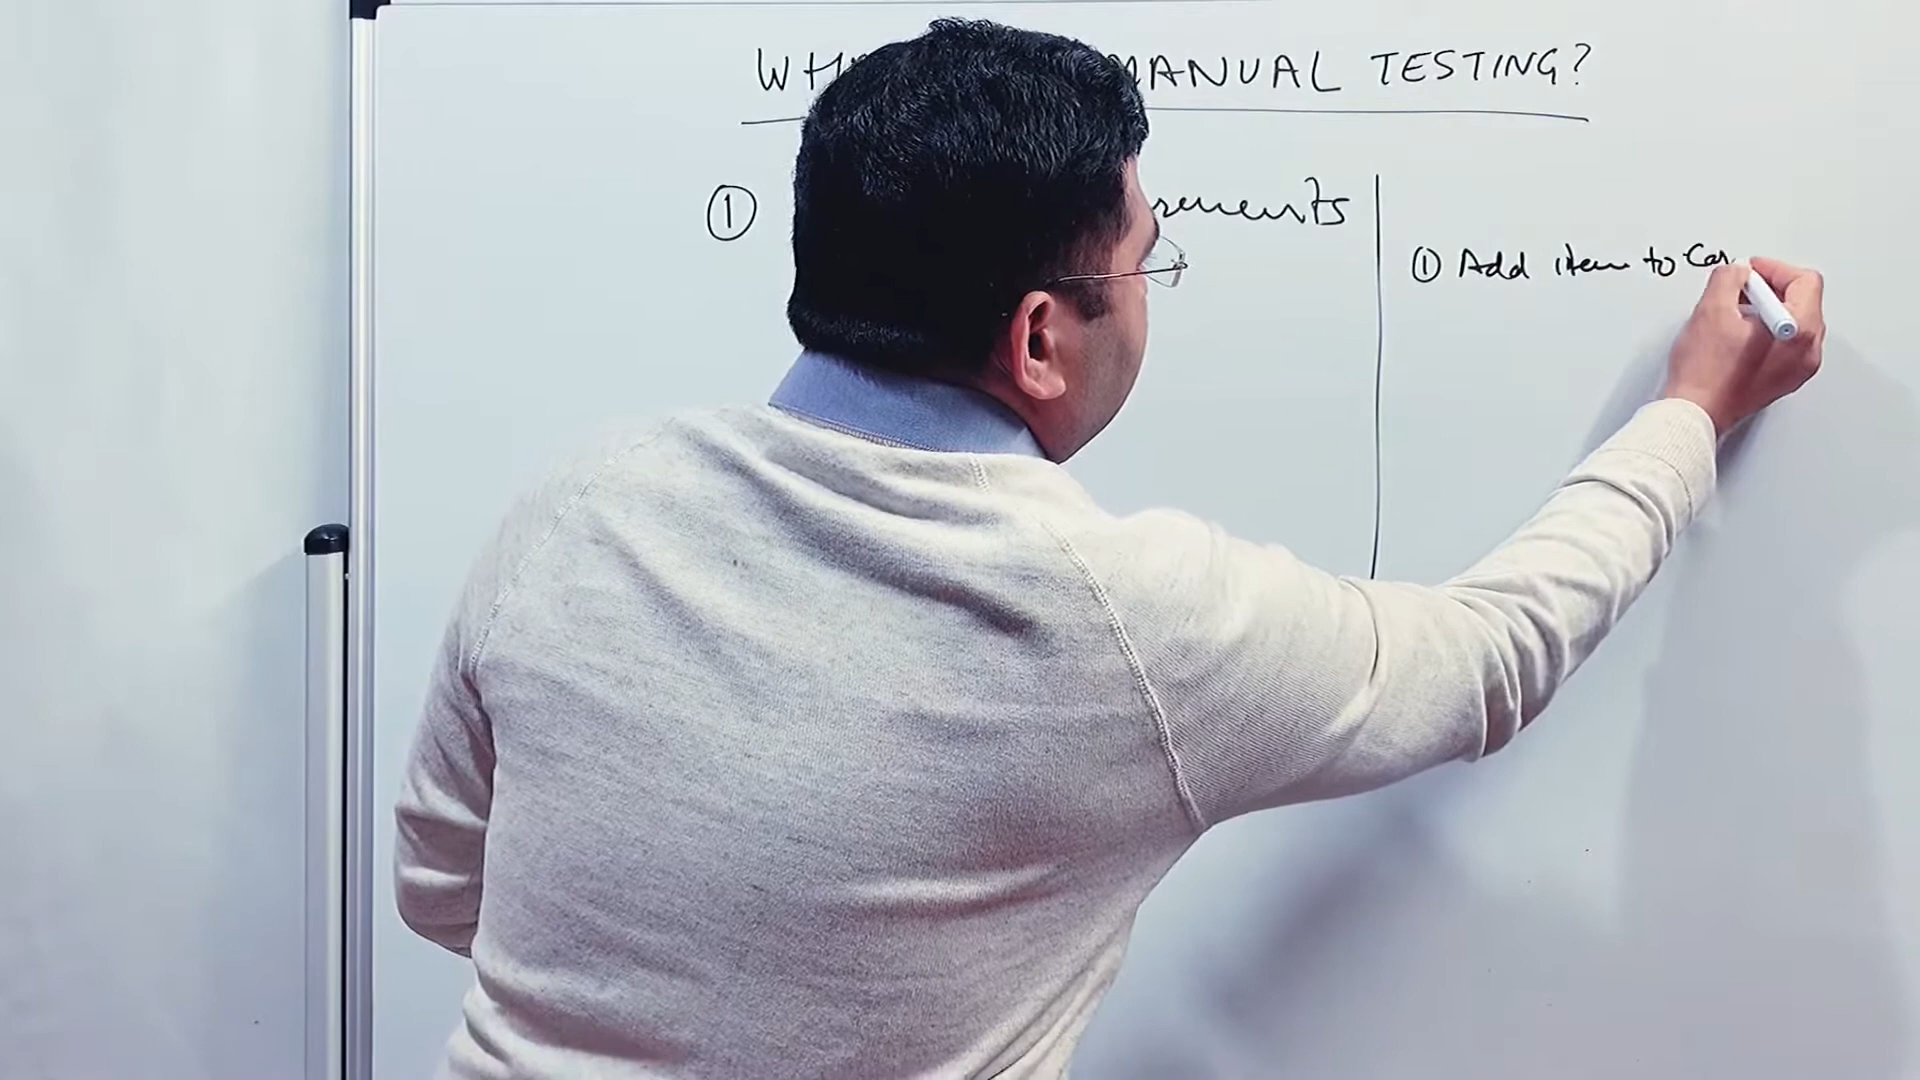 WH MANUAL TESTING?
① rements
① Add item to Car